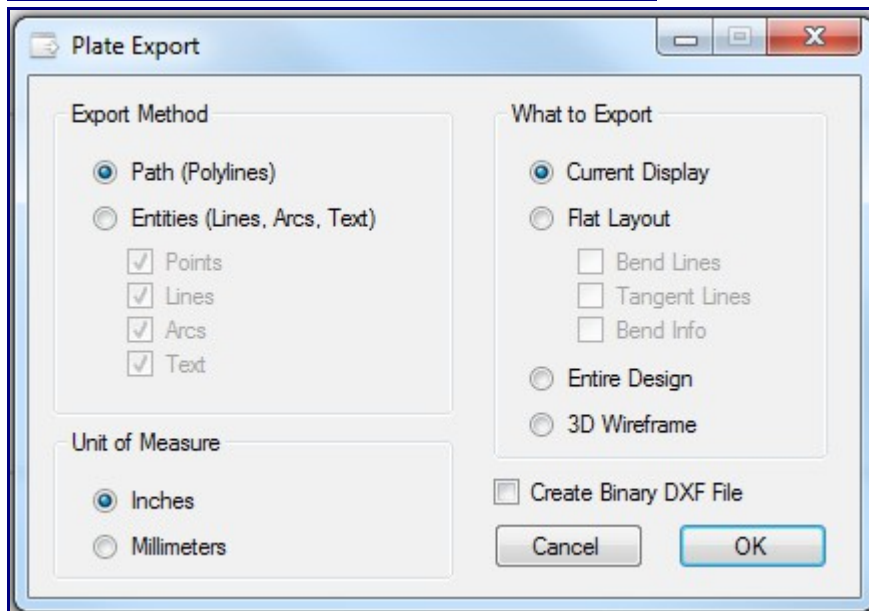 Plate Export
Export Method
Path (Polylines)
Entities (Lines, Arcs, Text)
Points
Lines
Arcs
Text
Unit of Measure
Inches
Millimeters
What to Export
Current Display
Flat Layout
Bend Lines
Tangent Lines
Bend Info
Entire Design
3D Wireframe
Create Binary DXF File
Cancel
OK